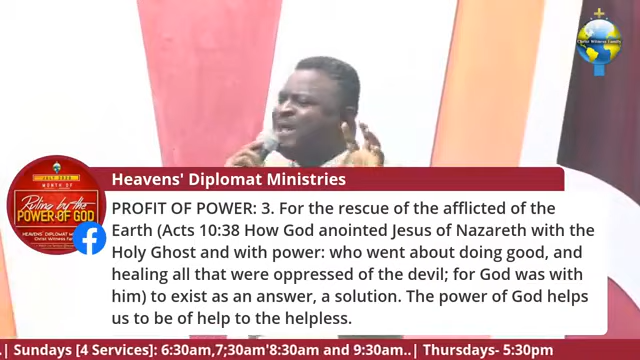 Christ Witness Family
JULY 2023
MONTH OF
Ruling by the
POWER OF GOD
Heavens' Diplomat Ministries
PROFIT OF POWER: 3. For the rescue of the afflicted of the
Earth (Acts 10:38 How God anointed Jesus of Nazareth with the
Holy Ghost and with power: who went about doing good, and
healing all that were oppressed of the devil; for God was with
him) to exist as an answer, a solution. The power of God helps
us to be of help to the helpless.
..| Sundays [4 Services]: 6:30am,7;30am'8:30am and 9:30am..| Thursdays- 5:30pm